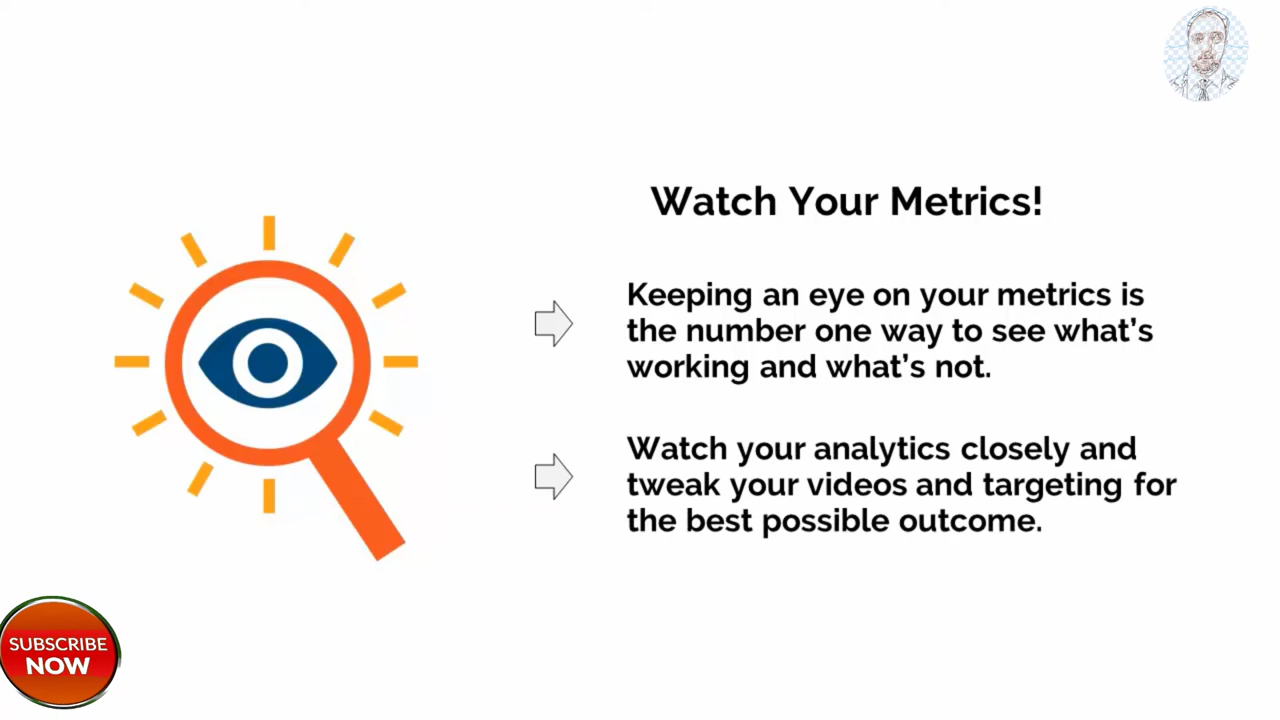 Watch Your Metrics!
Keeping an eye on your metrics is
the number one way to see what's
working and what's not.
Watch your analytics closely and
tweak your videos and targeting for
the best possible outcome.
SUBSCRIBE
NOW